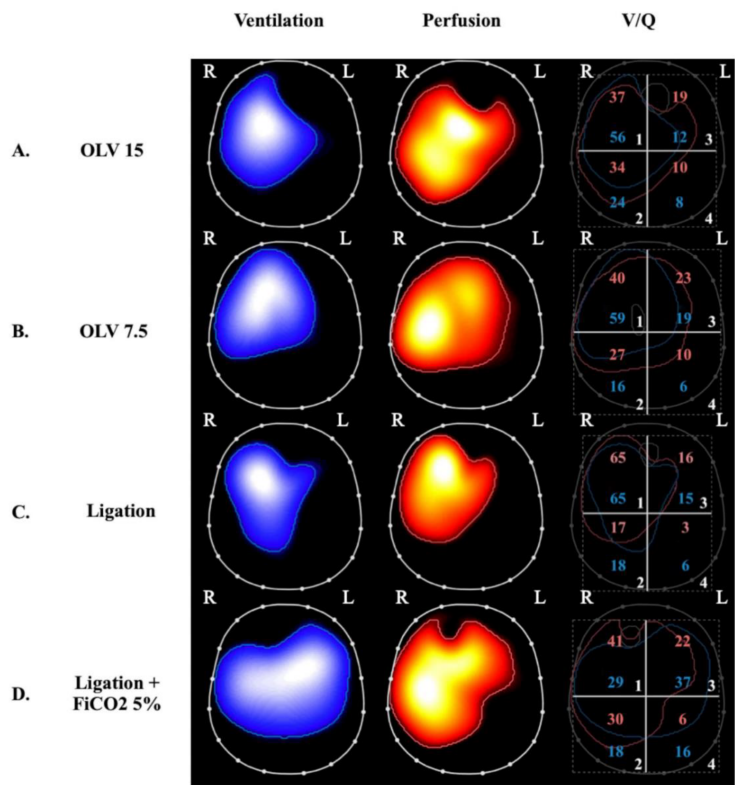 Ventilation Perfusion V/Q
R L R L R L
37 19
A. OLV 15
56 1 12 3
34 10
24 8
2 4
R L R L R L
40 23
B. OLV 7.5
59 1 19 3
27 10
16 6
2 4
R L R L R L
65 16
C. Ligation
65 1 15 3
17 3
18 6
2 4
R L R L R L
41 22
D. Ligation +
FiCO2 5%
29 1 37 3
30 6
18 16
2 4